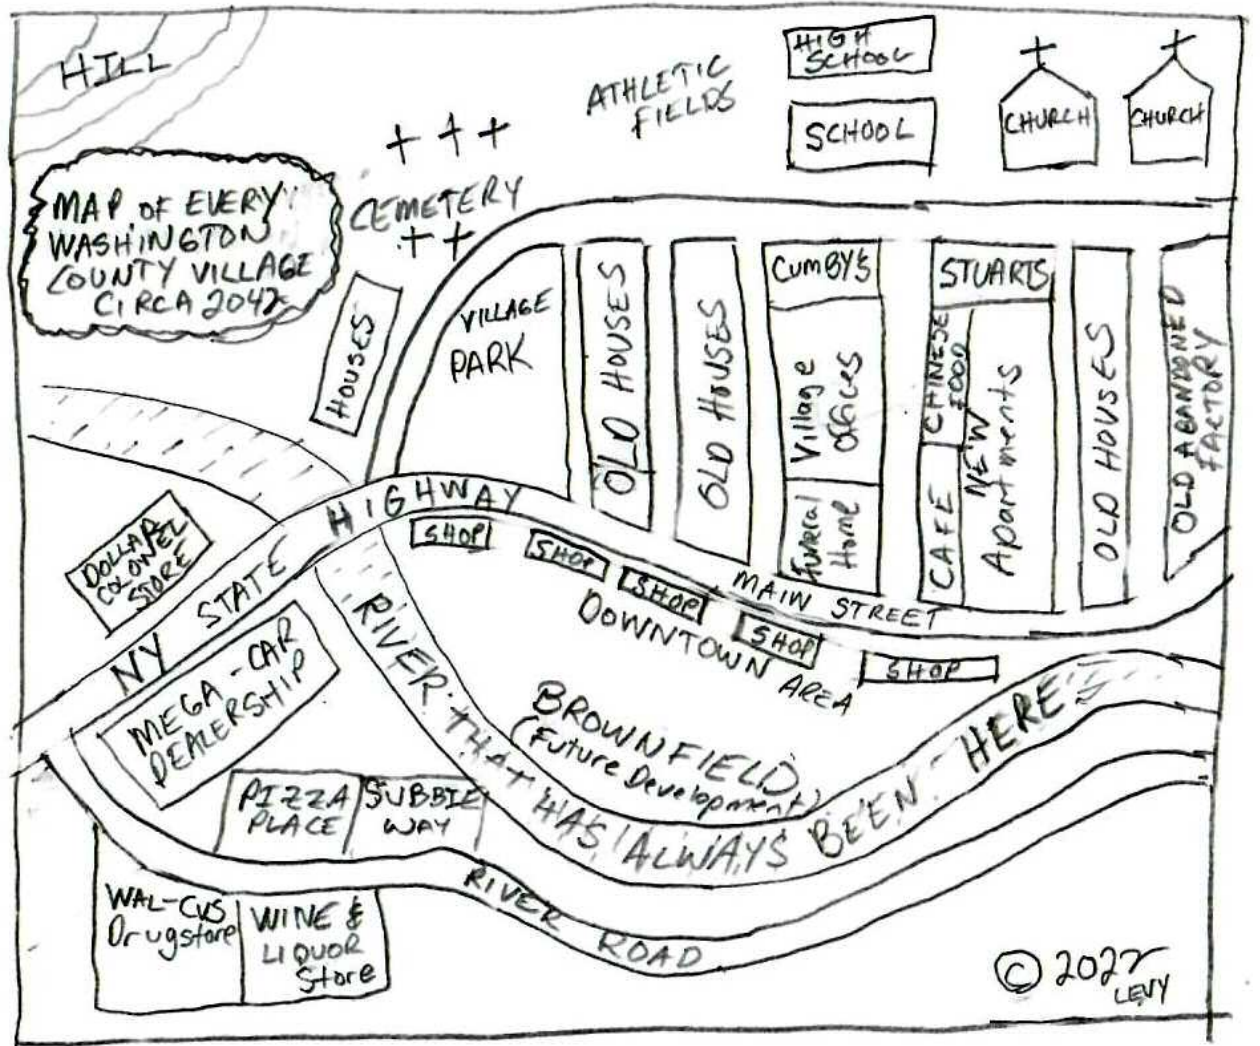 HILL
MAP OF EVERY
WASHINGTON
COUNTY VILLAGE
CIRCA 2042
CEMETERY
ATHLETIC
FIELDS
HIGH
SCHOOL
SCHOOL
CHURCH
CHURCH
HOUSES
VILLAGE
PARK
OLD HOUSES
OLD HOUSES
CUMBY'S
Village
Offices
Funeral
Home
STUARTS
CHINESE
FOOD
CAFE
NEW
Apartments
OLD HOUSES
OLD ABANDONED
FACTORY
NY STATE HIGHWAY
MAIN STREET
SHOP
SHOP
SHOP
SHOP
SHOP
DOWNTOWN AREA
DOLLAR
COLONEL
STORE
MEGA-CAR
DEALERSHIP
BROWNFIELD
(Future Development)
RIVER THAT HAS ALWAYS BEEN HERE
PIZZA
PLACE
SUBBIE
WAY
RIVER ROAD
WAL-CVS
Drugstore
WINE &
LIQUOR
Store
© 2022
LEVY